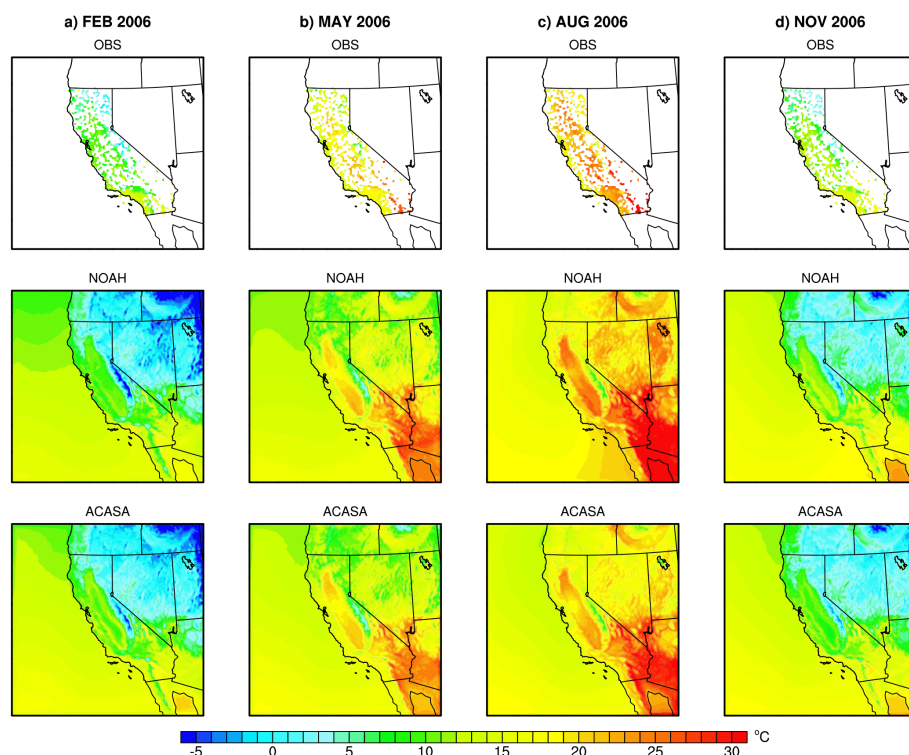 a) FEB 2006 b) MAY 2006 c) AUG 2006 d) NOV 2006
OBS OBS OBS OBS
NOAH NOAH NOAH NOAH
ACASA ACASA ACASA ACASA
°C
-5 0 5 10 15 20 25 30